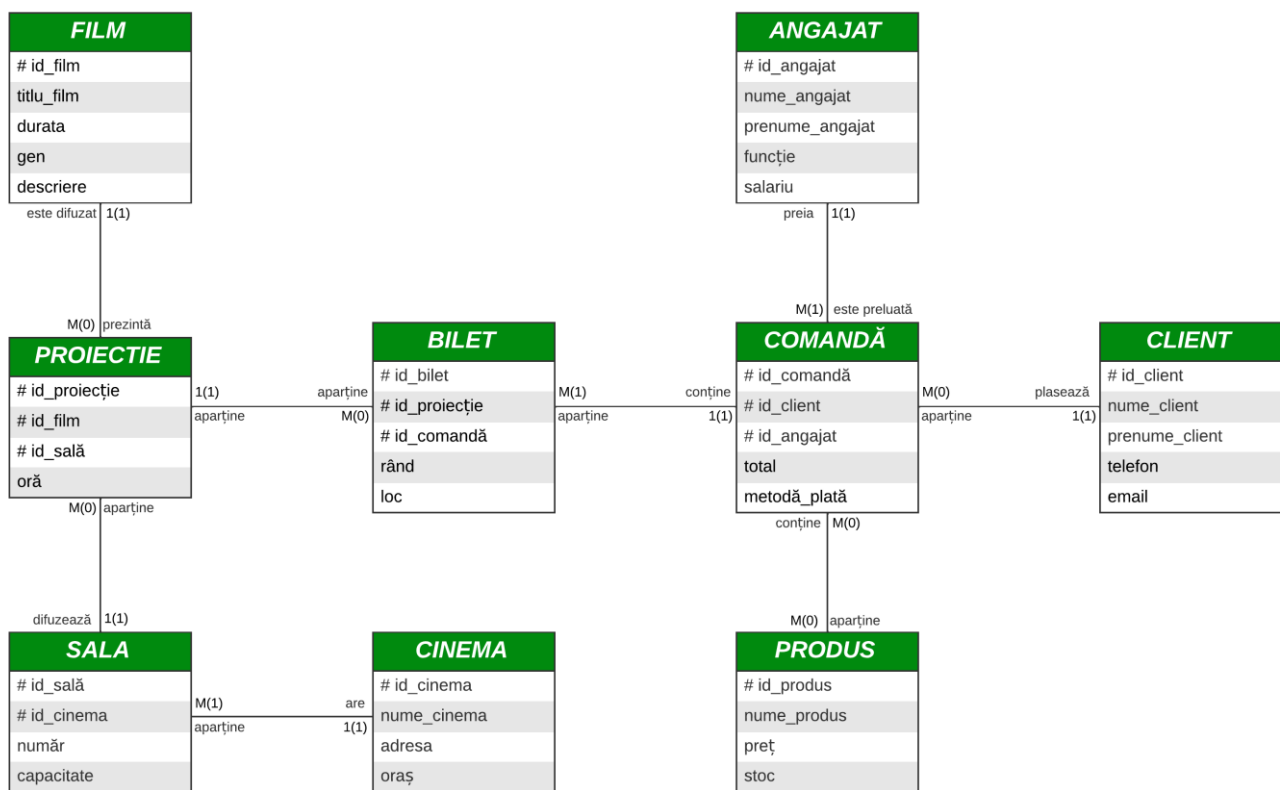 FILM
# id_film
titlu_film
durata
gen
descriere
este difuzat 1(1)
M(0) prezintă
ANGAJAT
# id_angajat
nume_angajat
prenume_angajat
funcție
salariu
preia 1(1)
M(1) este preluată
PROIECTIE
# id_proiecție
# id_film
# id_sală
oră
1(1) aparține
aparține M(0)
M(0) aparține
BILET
# id_bilet
# id_proiecție
# id_comandă
rând
loc
M(1) conține
aparține 1(1)
COMANDĂ
# id_comandă
# id_client
# id_angajat
total
metodă_plată
M(0) plasează
aparține 1(1)
conține M(0)
CLIENT
# id_client
nume_client
prenume_client
telefon
email
difuzează 1(1)
SALA
# id_sală
# id_cinema
număr
capacitate
M(1) are
aparține 1(1)
CINEMA
# id_cinema
nume_cinema
adresa
oraș
M(0) aparține
PRODUS
# id_produs
nume_produs
preț
stoc